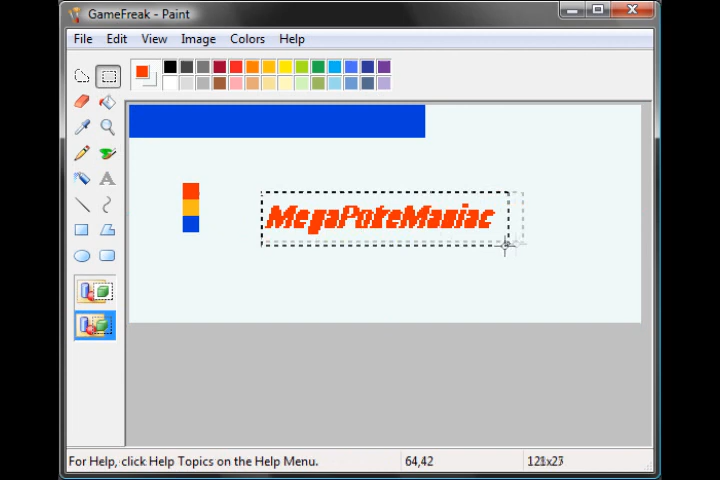 GameFreak - Paint
File Edit View Image Colors Help
MegaPokeManiac
For Help, click Help Topics on the Help Menu.
64,42